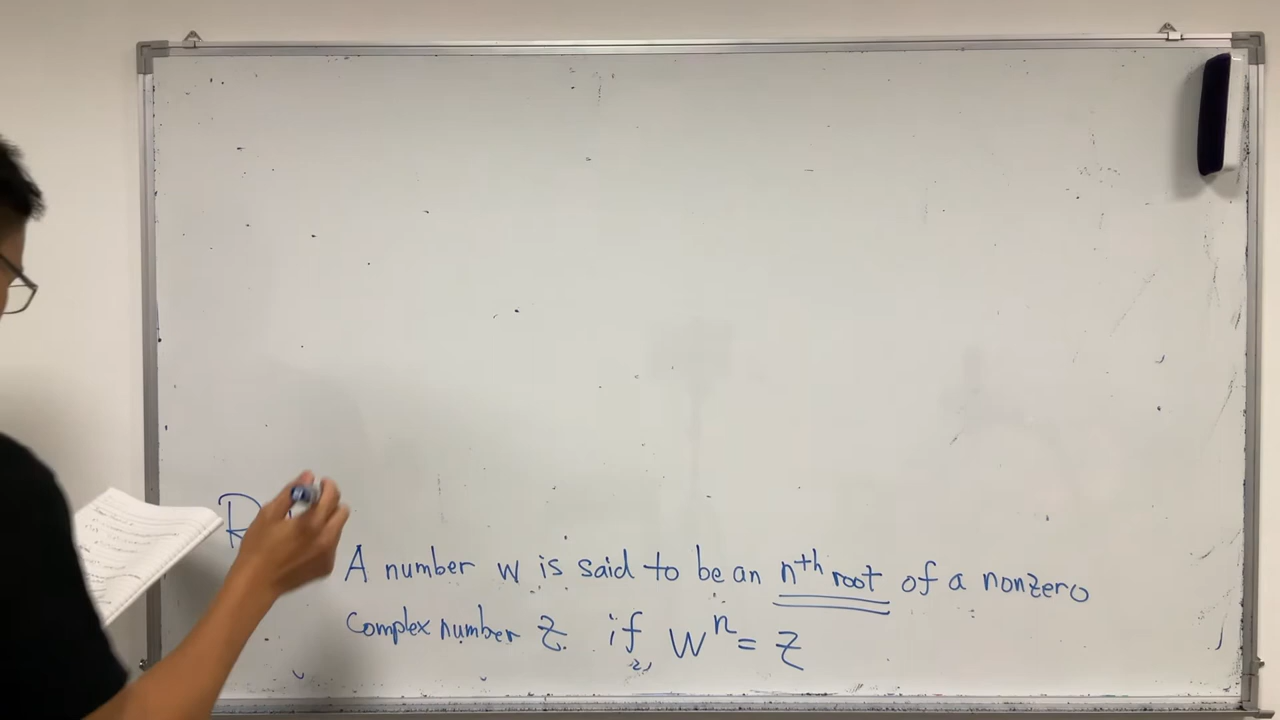 A number w is said to be an nth root of a nonzero
complex number z if wⁿ = z